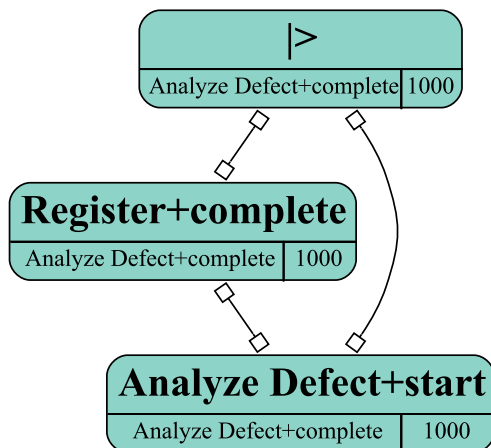 |>
Analyze Defect+complete 1000
Register+complete
Analyze Defect+complete 1000
Analyze Defect+start
Analyze Defect+complete 1000